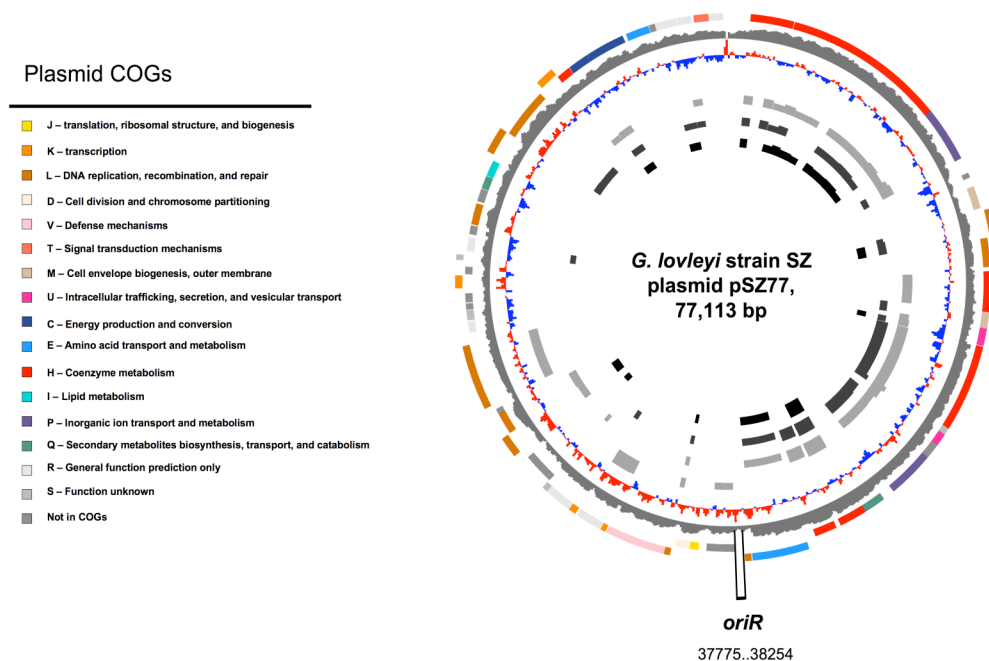 Plasmid COGs
J – translation, ribosomal structure, and biogenesis
K – transcription
L – DNA replication, recombination, and repair
D – Cell division and chromosome partitioning
V – Defense mechanisms
T – Signal transduction mechanisms
M – Cell envelope biogenesis, outer membrane
U – Intracellular trafficking, secretion, and vesicular transport
C – Energy production and conversion
E – Amino acid transport and metabolism
H – Coenzyme metabolism
I – Lipid metabolism
P – Inorganic ion transport and metabolism
Q – Secondary metabolites biosynthesis, transport, and catabolism
R – General function prediction only
S – Function unknown
Not in COGs
G. lovleyi strain SZ
plasmid pSZ77,
77,113 bp
oriR
37775..38254